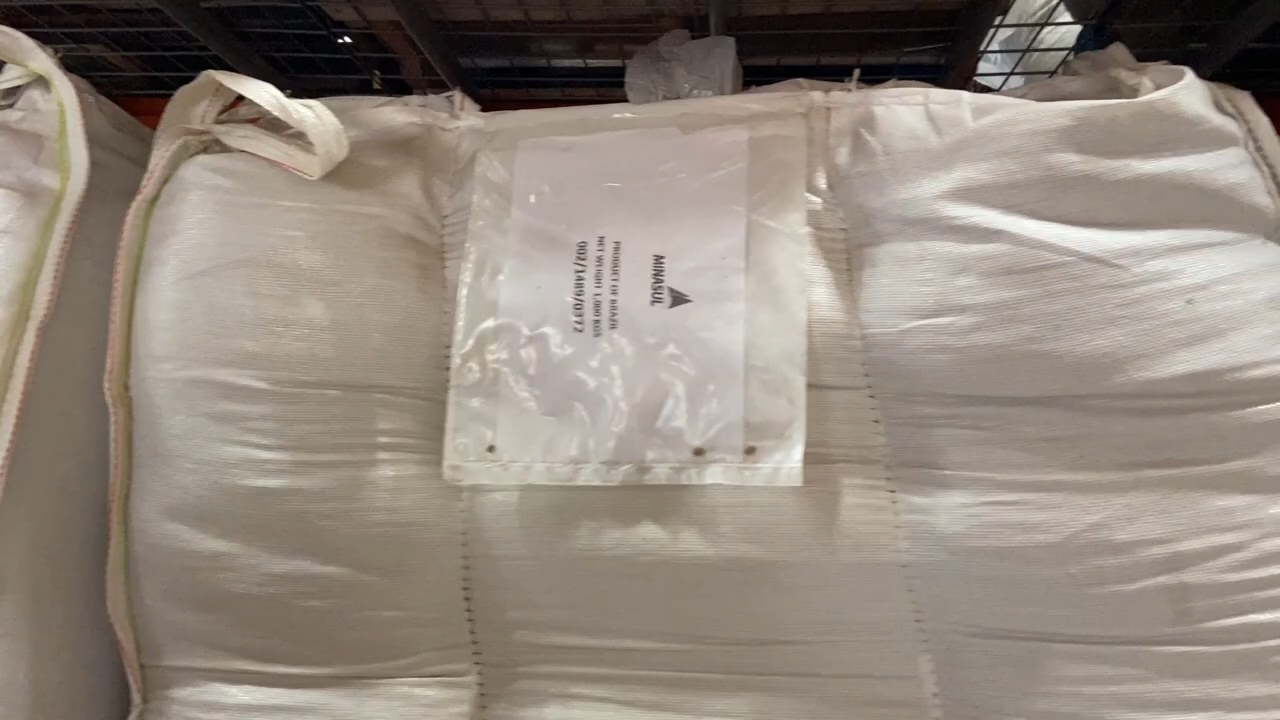 MINASUL
PRODUCT OF BRAZIL
NET WEIGHT 1.000 KGS
002/1489/0372